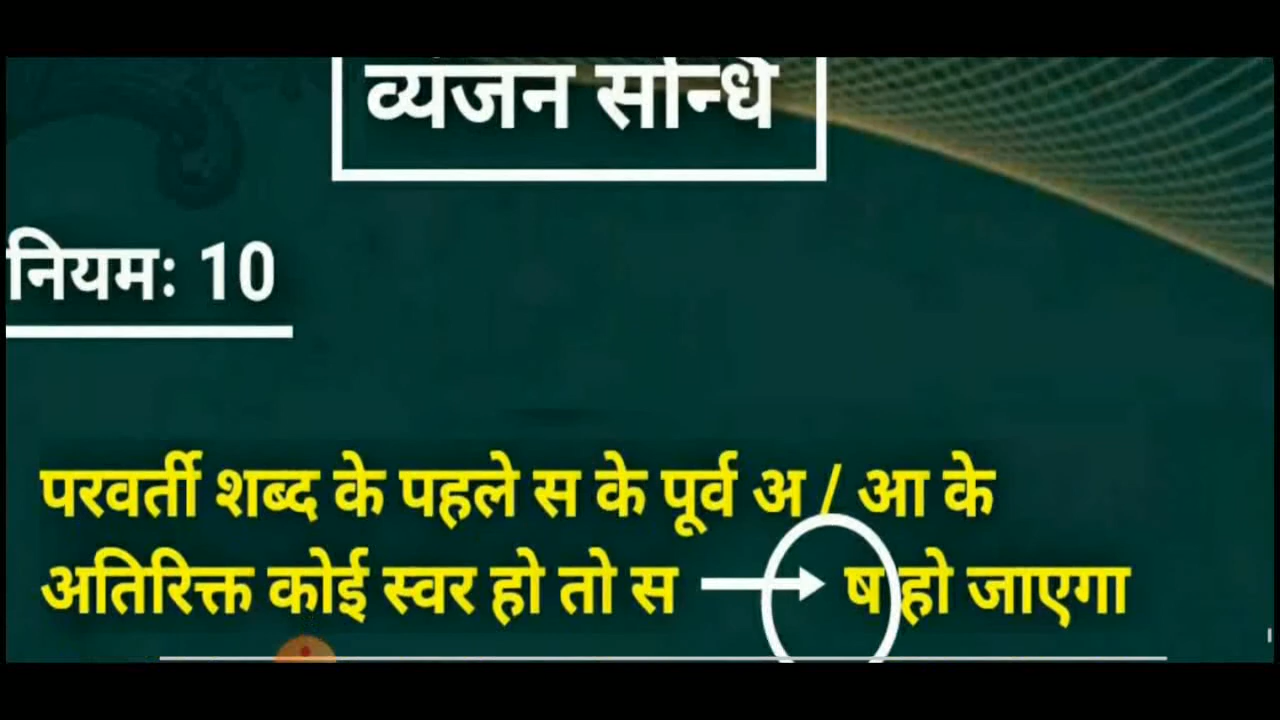 व्यंजन सन्धि
नियमः 10
परवर्ती शब्द के पहले स के पूर्व अ / आ के
अतिरिक्त कोई स्वर हो तो स → ष हो जाएगा